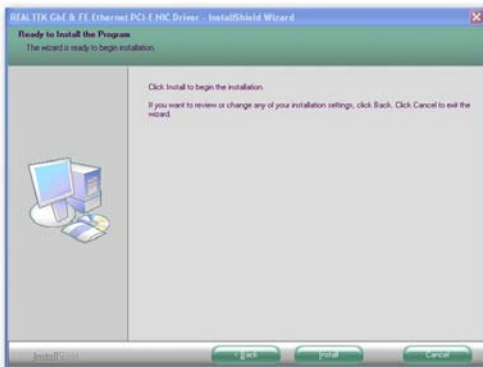 REALTEK GbE & FE Ethernet PCI-E NIC Driver - InstallShield Wizard
Ready to Install the Program
The wizard is ready to begin installation.
Click Install to begin the installation.
If you want to review or change any of your installation settings, click Back. Click Cancel to exit the
wizard.
InstallShield
< Back
Install
Cancel